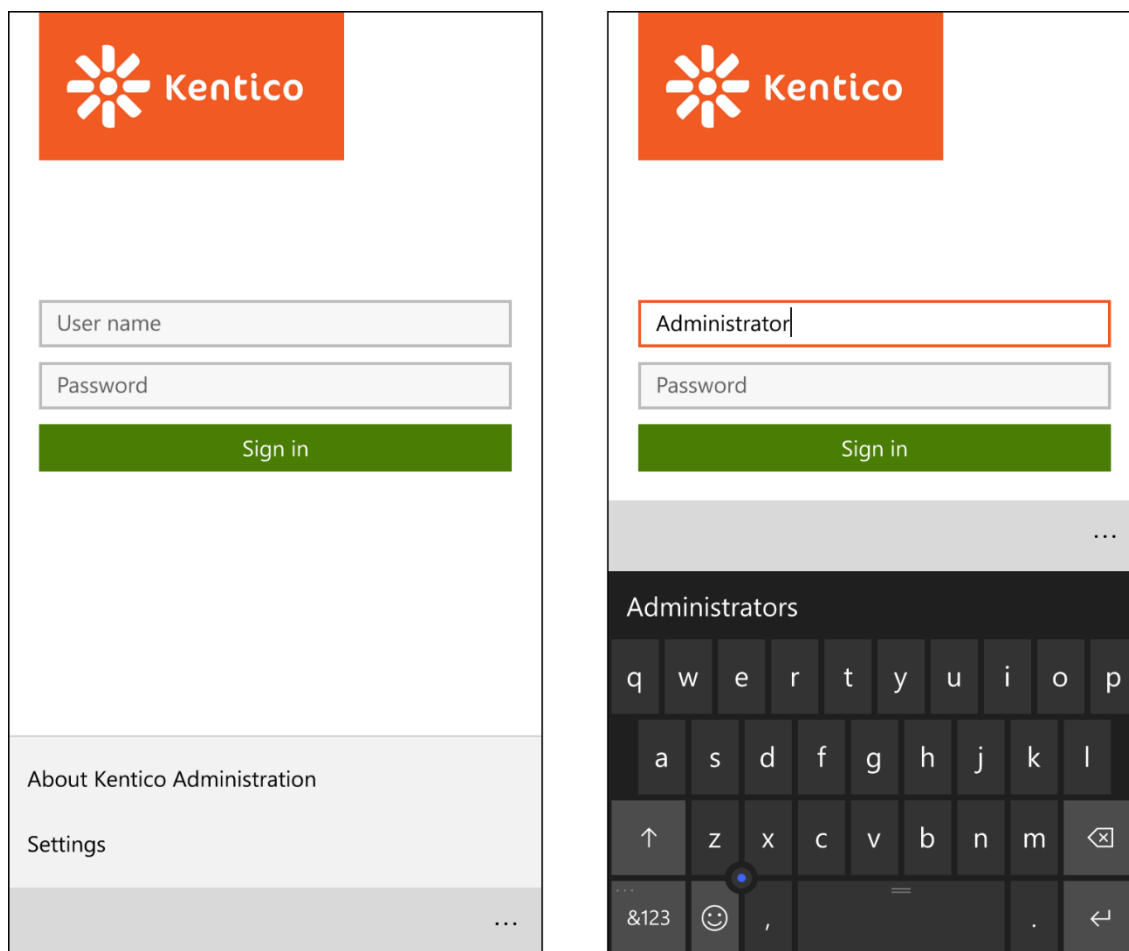 Kentico
User name
Password
Sign in
About Kentico Administration
Settings
...
Kentico
Administrator
Password
Sign in
...
Administrators
q w e r t y u i o p
a s d f g h j k l
z x c v b n m
&123 , .